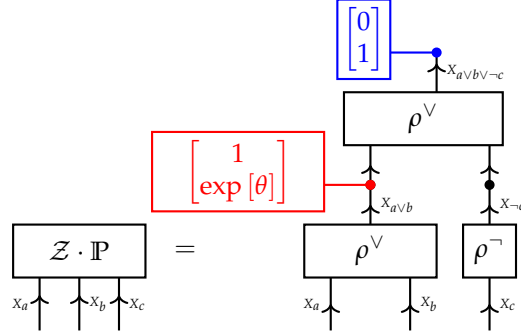 [0
1]
X_{a∨b∨¬c}
ρ^∨
[1
exp [θ]]
X_{a∨b}
X_{¬c}
𝒵 · ℙ
=
ρ^∨
ρ^¬
X_a X_b X_c
X_a X_b X_c